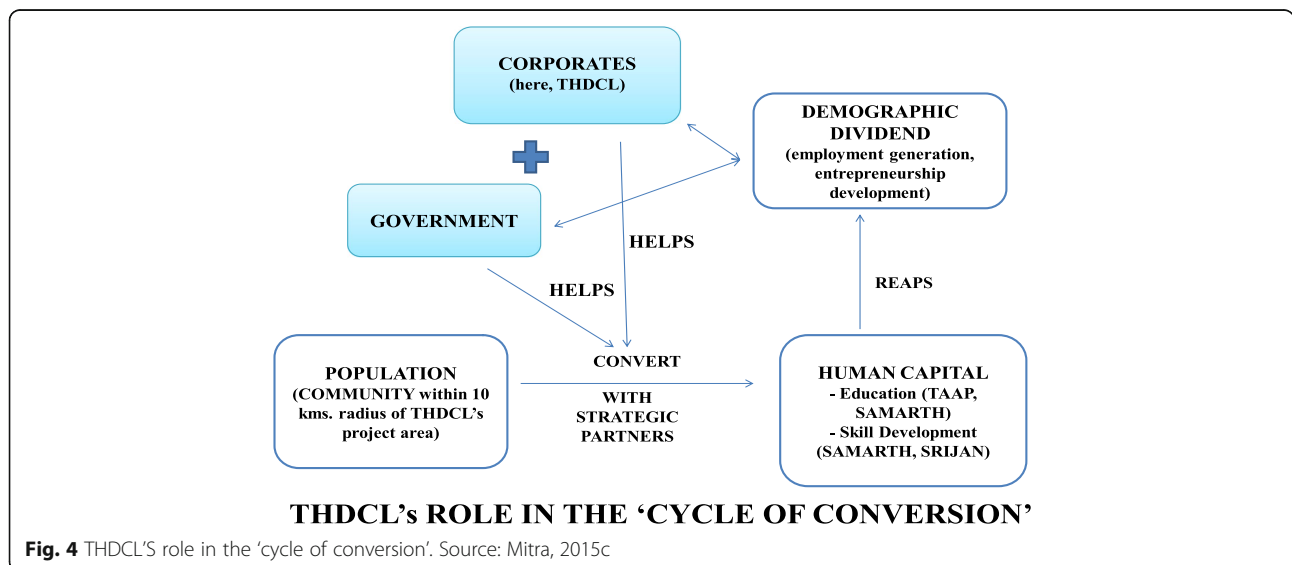 CORPORATES
(here, THDCL)
DEMOGRAPHIC
DIVIDEND
(employment generation,
entrepreneurship
development)
GOVERNMENT
HELPS
HELPS
REAPS
POPULATION
(COMMUNITY within 10
kms. radius of THDCL's
project area)
CONVERT
WITH
STRATEGIC
PARTNERS
HUMAN CAPITAL
- Education (TAAP,
SAMARTH)
- Skill Development
(SAMARTH, SRIJAN)
THDCL's ROLE IN THE ‘CYCLE OF CONVERSION’
Fig. 4 THDCL'S role in the ‘cycle of conversion’. Source: Mitra, 2015c